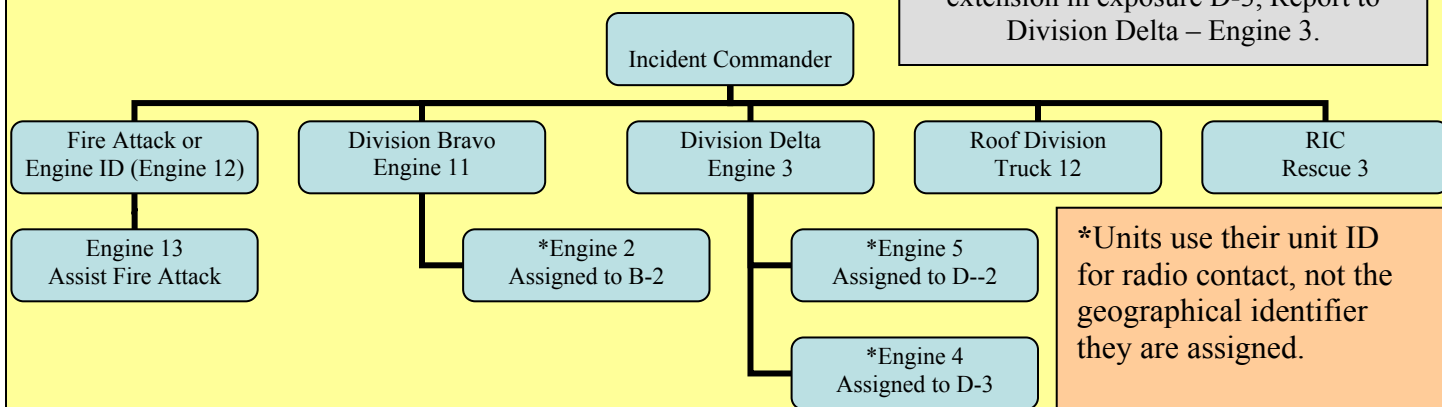 extension in exposure D-3, Report to
Division Delta – Engine 3.
Incident Commander
Fire Attack or
Engine ID (Engine 12)
Division Bravo
Engine 11
Division Delta
Engine 3
Roof Division
Truck 12
RIC
Rescue 3
Engine 13
Assist Fire Attack
*Engine 2
Assigned to B-2
*Engine 5
Assigned to D--2
*Engine 4
Assigned to D-3
*Units use their unit ID
for radio contact, not the
geographical identifier
they are assigned.